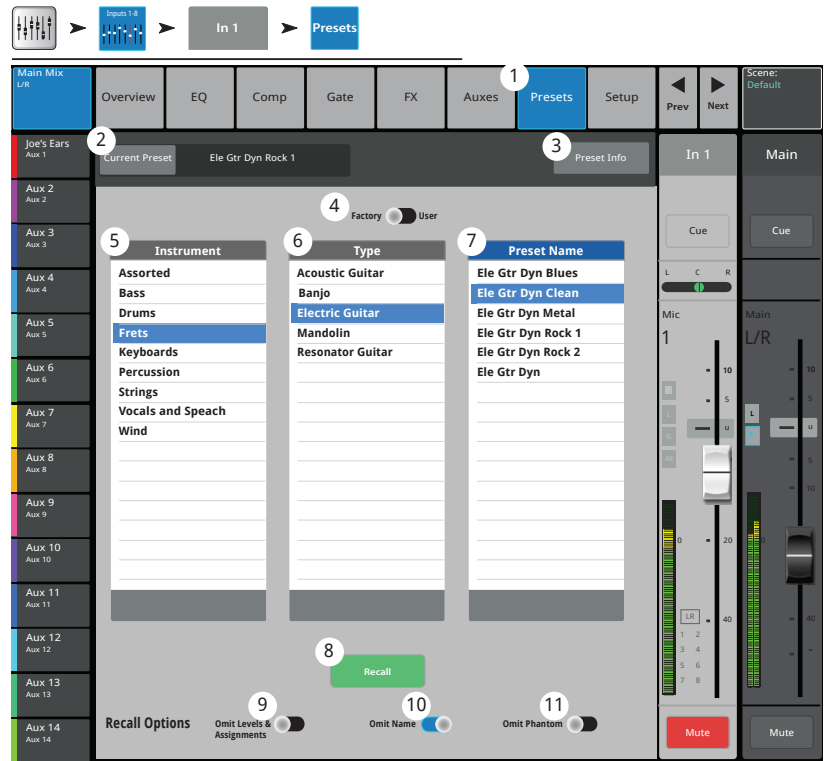 Inputs 1-8
In 1
Presets
Main Mix
L/R
Overview
EQ
Comp
Gate
FX
Auxes
1
Presets
Setup
Prev
Next
Scene:
Default
Joe's Ears
Aux 1
Aux 2
Aux 2
Aux 3
Aux 3
Aux 4
Aux 4
Aux 5
Aux 5
Aux 6
Aux 6
Aux 7
Aux 7
Aux 8
Aux 8
Aux 9
Aux 9
Aux 10
Aux 10
Aux 11
Aux 11
Aux 12
Aux 12
Aux 13
Aux 13
Aux 14
Aux 14
2
Current Preset
Ele Gtr Dyn Rock 1
3
Preset Info
4
Factory
User
5
Instrument
Assorted
Bass
Drums
Frets
Keyboards
Percussion
Strings
Vocals and Speach
Wind
6
Type
Acoustic Guitar
Banjo
Electric Guitar
Mandolin
Resonator Guitar
7
Preset Name
Ele Gtr Dyn Blues
Ele Gtr Dyn Clean
Ele Gtr Dyn Metal
Ele Gtr Dyn Rock 1
Ele Gtr Dyn Rock 2
Ele Gtr Dyn
8
Recall
Recall Options
9
Omit Levels &
Assignments
10
Omit Name
11
Omit Phantom
In 1
Cue
L C R
Mic
1
10
5
U
L
48
0
20
LR
40
1 2
3 4
5 6
7 8
Mute
Main
Cue
Main
L/R
10
5
L
U
5
10
0
20
40
Mute